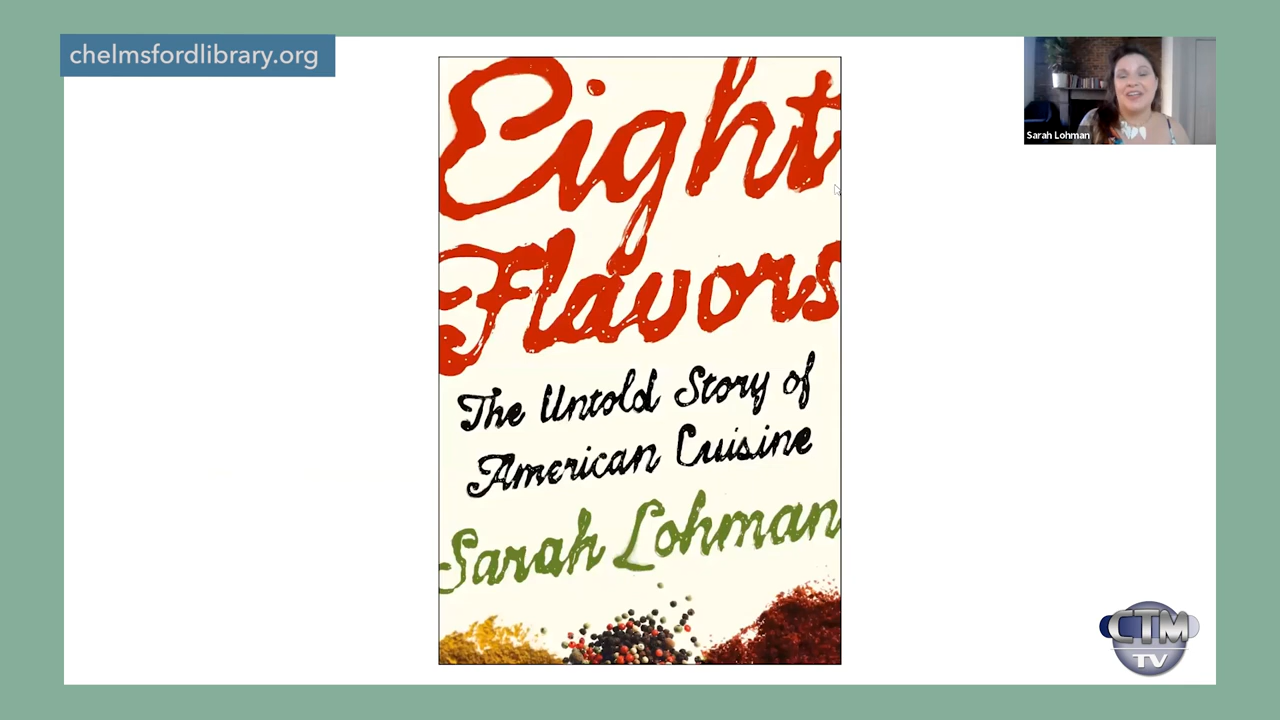 chelmsfordlibrary.org
Eight
Flavors
The Untold Story of
American Cuisine
Sarah Lohman
Sarah Lohman
CTM
TV